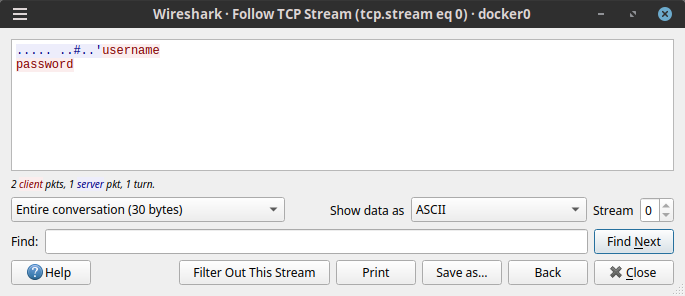 Wireshark · Follow TCP Stream (tcp.stream eq 0) · docker0
..... ..#..'username
password
2 client pkts, 1 server pkt, 1 turn.
Entire conversation (30 bytes) Show data as ASCII Stream 0
Find: Find Next
Help Filter Out This Stream Print Save as... Back Close